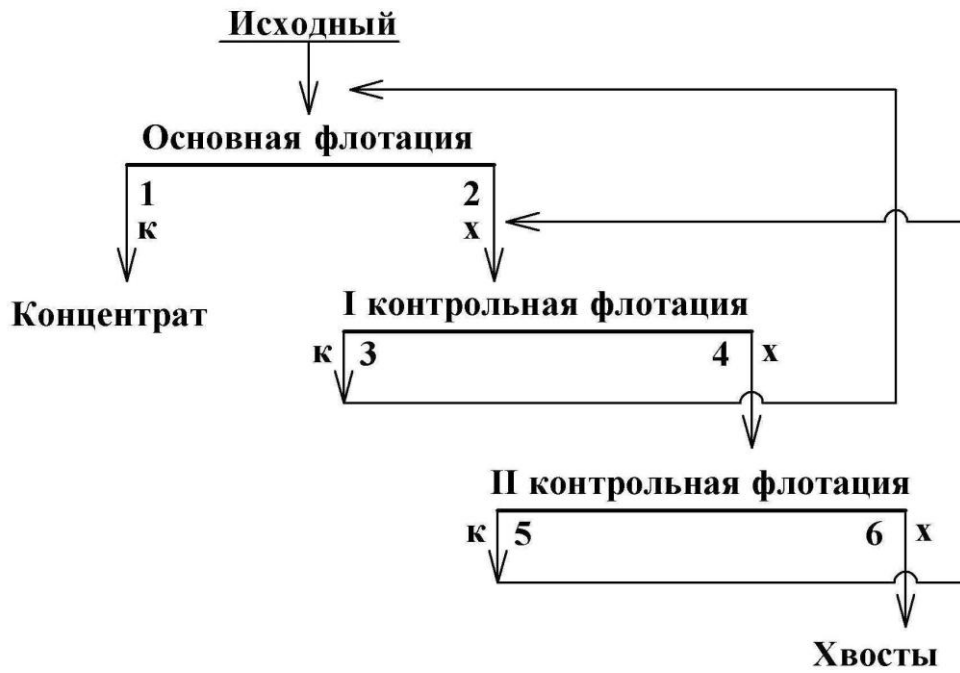 Исходный
Основная флотация
1 2
к х
Концентрат
I контрольная флотация
к 3 4 х
II контрольная флотация
к 5 6 х
Хвосты